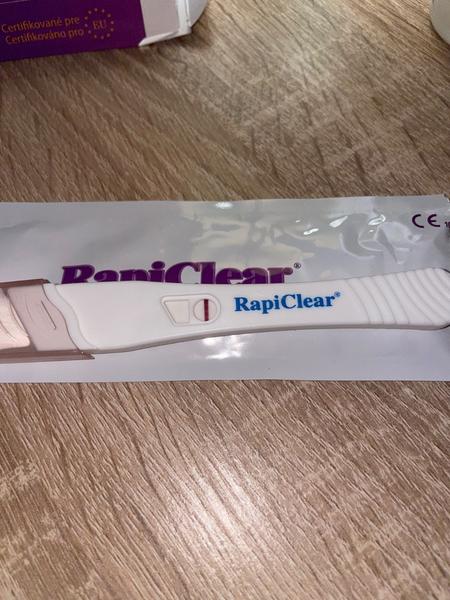 Certifikované pre
Certifikováno pro
EU
CE
RapiClear®
RapiClear®